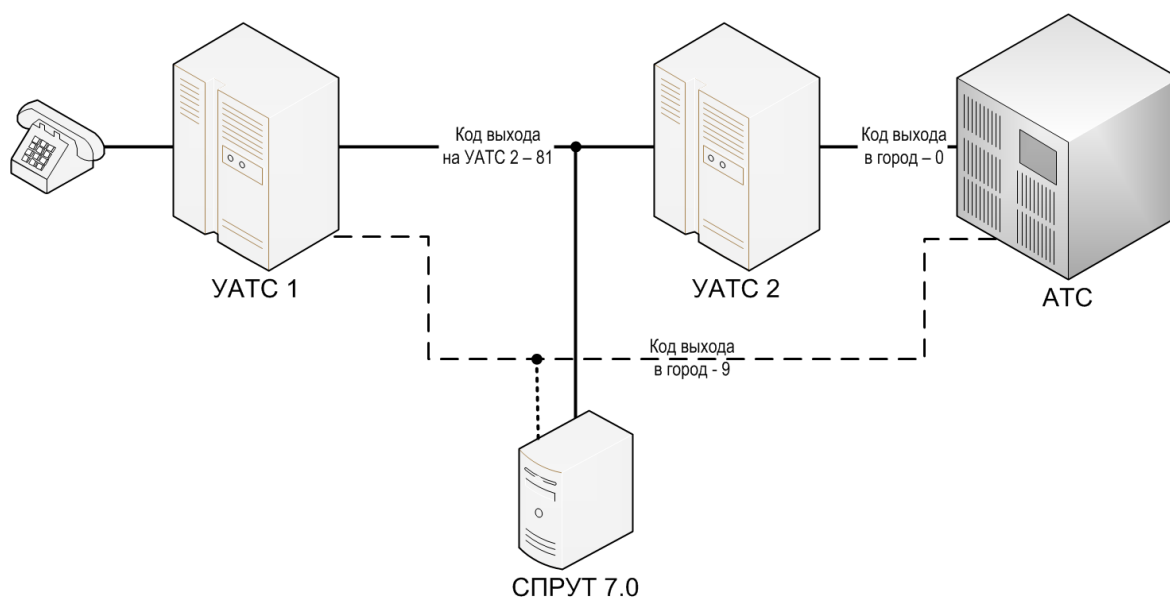 Код выхода
на УАТС 2 – 81
Код выхода
в город – 0
УАТС 1
УАТС 2
АТС
Код выхода
в город - 9
СПРУТ 7.0